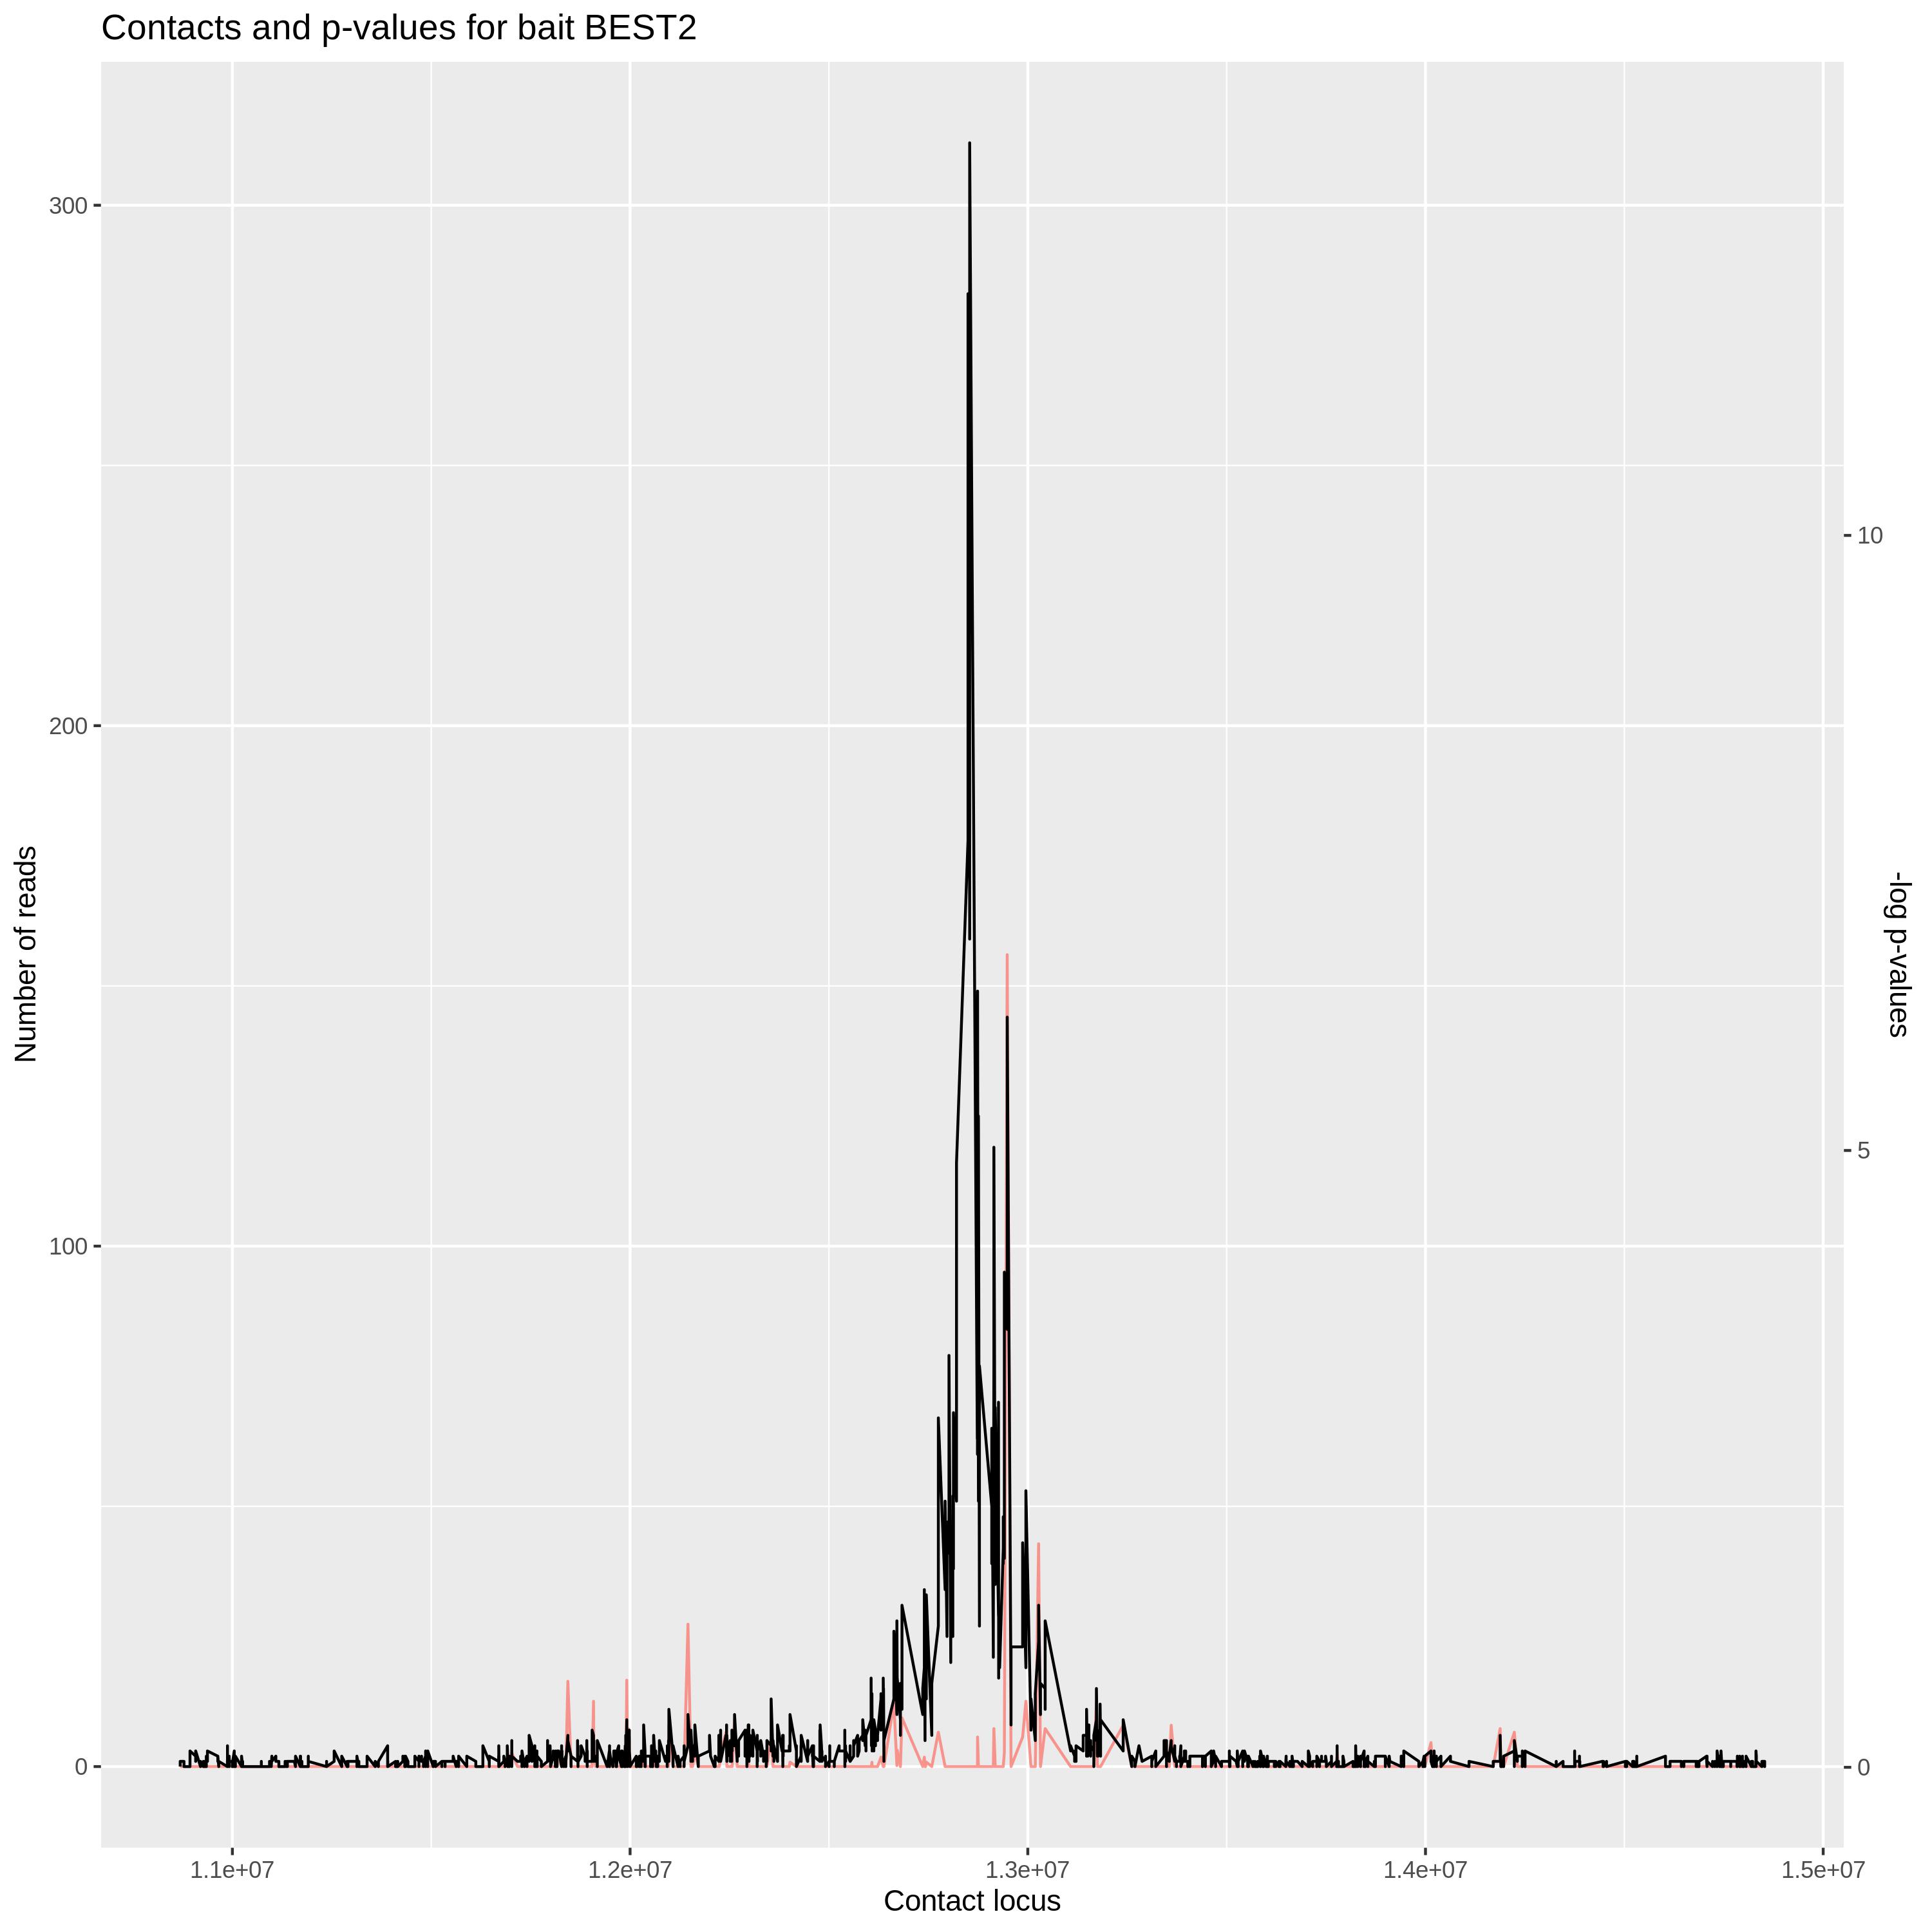 Contacts and p-values for bait BEST2
Number of reads
300
200
100
0
10
5
0
-log p-values
1.1e+07 1.2e+07 1.3e+07 1.4e+07 1.5e+07
Contact locus